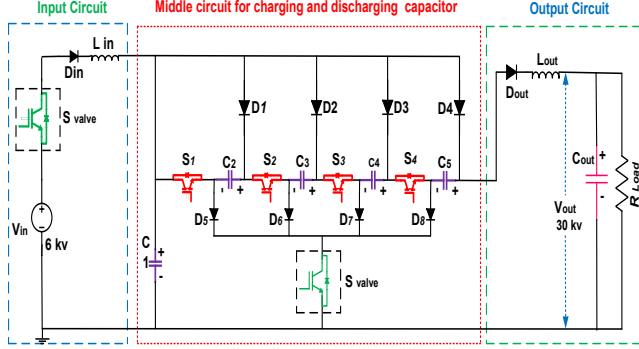 Input Circuit
Middle circuit for charging and discharging capacitor
Output Circuit
L in
Din
S valve
Vin
6 kv
+
-
D1
D2
D3
D4
S1
C2
S2
C3
S3
C4
S4
C5
- +
- +
- +
- +
D5
D6
D7
D8
C
1
+
-
S valve
Dout
Lout
Cout
+
-
Vout
30 kv
R Load